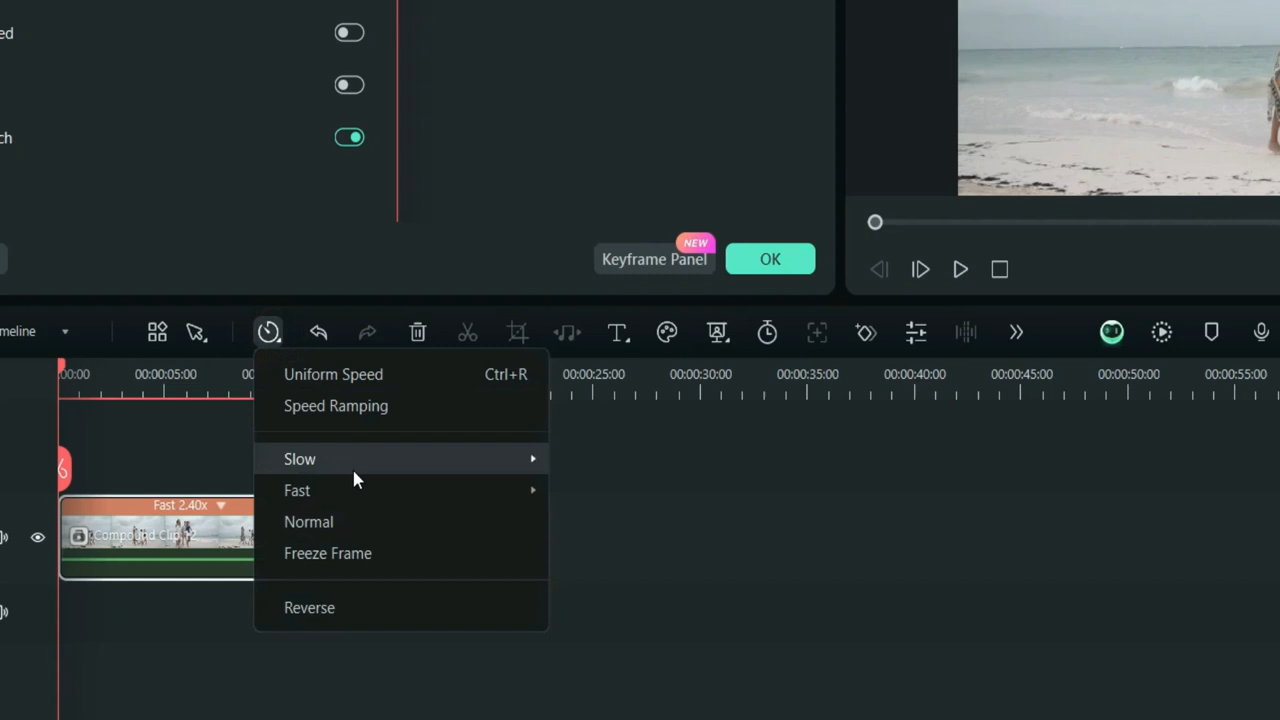 ed
ch
NEW
Keyframe Panel
OK
meline
:00:00
00:00:05:00
00
00:00:25:00
00:00:30:00
00:00:35:00
00:00:40:00
00:00:45:00
00:00:50:00
00:00:55:00
Uniform Speed Ctrl+R
Speed Ramping
Slow
Fast
Normal
Freeze Frame
Reverse
Fast 2.40x
Compound Clip